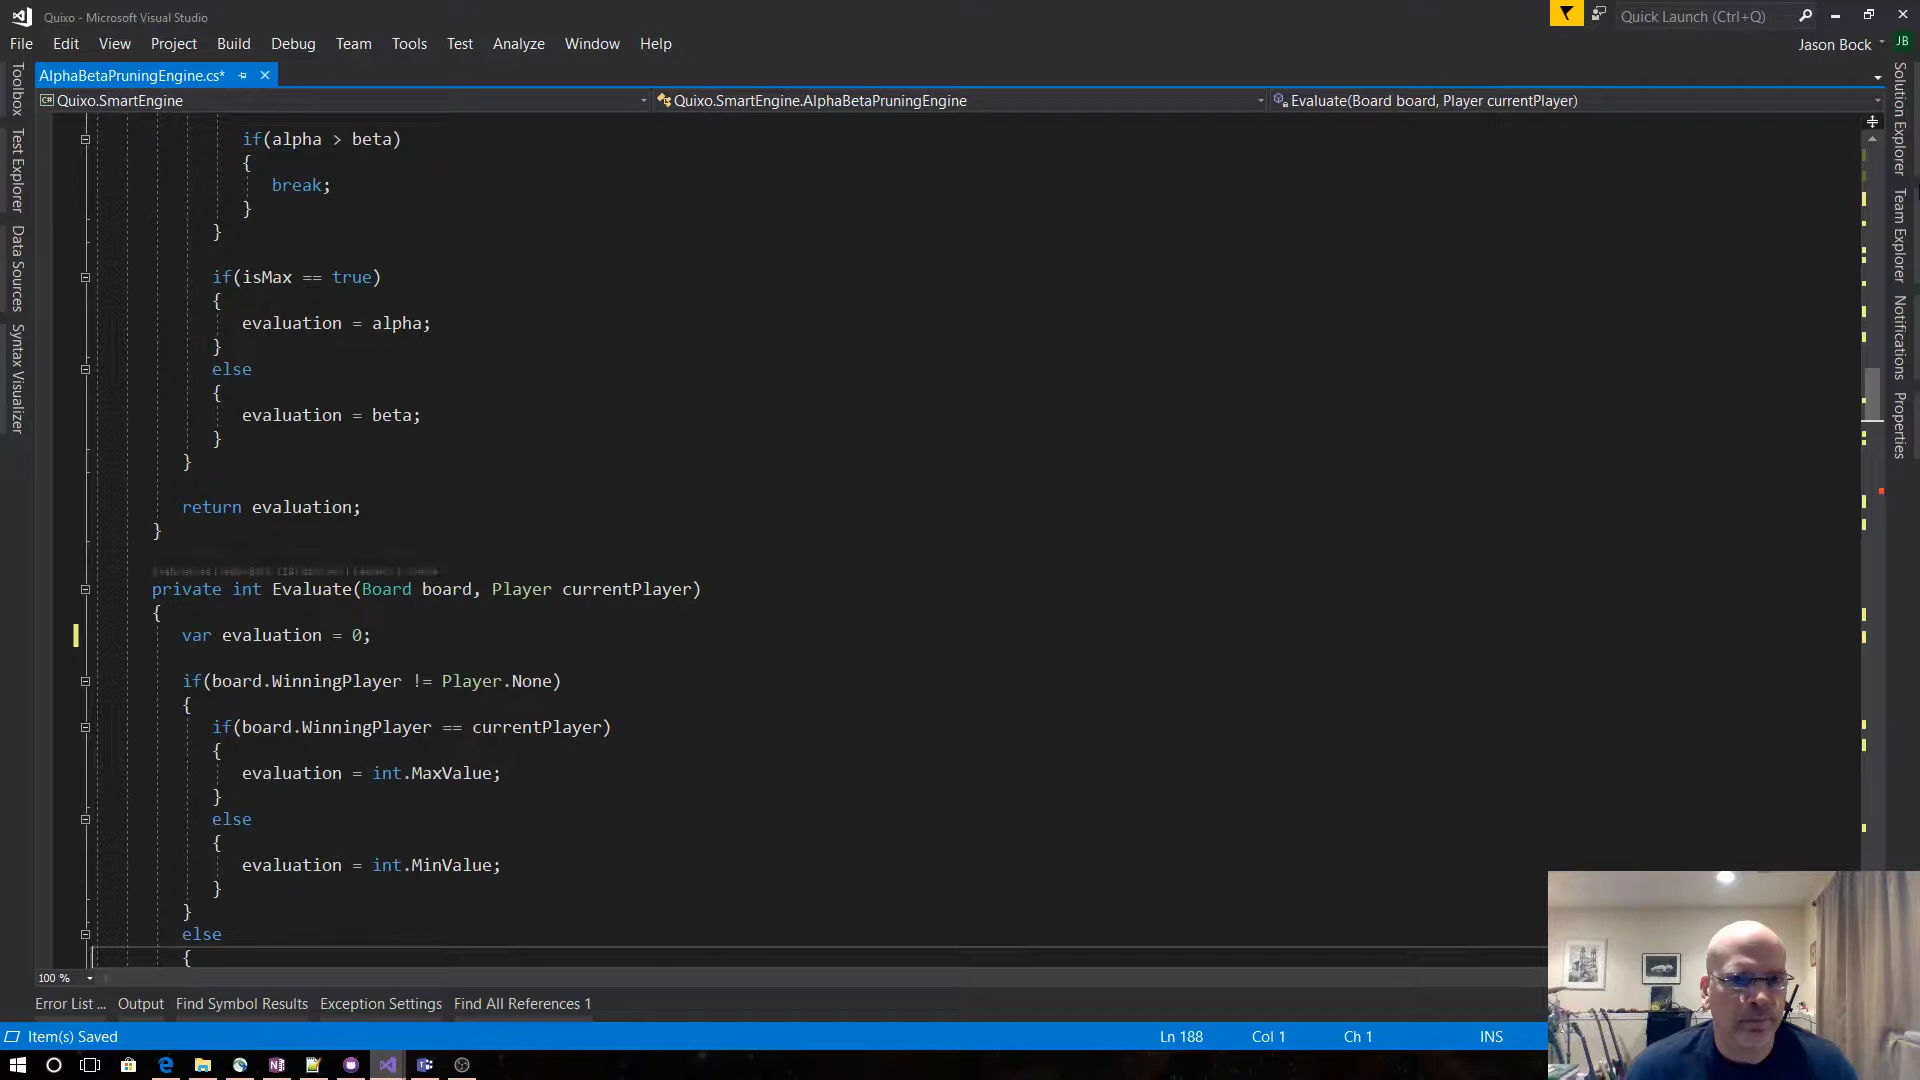 Quixo - Microsoft Visual Studio
Quick Launch (Ctrl+Q)
File Edit View Project Build Debug Team Tools Test Analyze Window Help
Jason Bock JB
AlphaBetaPruningEngine.cs*
C# Quixo.SmartEngine
Quixo.SmartEngine.AlphaBetaPruningEngine
Evaluate(Board board, Player currentPlayer)
Toolbox
Test Explorer
Data Sources
Syntax Visualizer
if(alpha > beta)
{
break;
}
}
if(isMax == true)
{
evaluation = alpha;
}
else
{
evaluation = beta;
}
}
return evaluation;
}
private int Evaluate(Board board, Player currentPlayer)
{
var evaluation = 0;
if(board.WinningPlayer != Player.None)
{
if(board.WinningPlayer == currentPlayer)
{
evaluation = int.MaxValue;
}
else
{
evaluation = int.MinValue;
}
}
else
{
Solution Explorer
Team Explorer
Notifications
Properties
100 %
Error List ... Output Find Symbol Results Exception Settings Find All References 1
Item(s) Saved
Ln 188 Col 1 Ch 1 INS